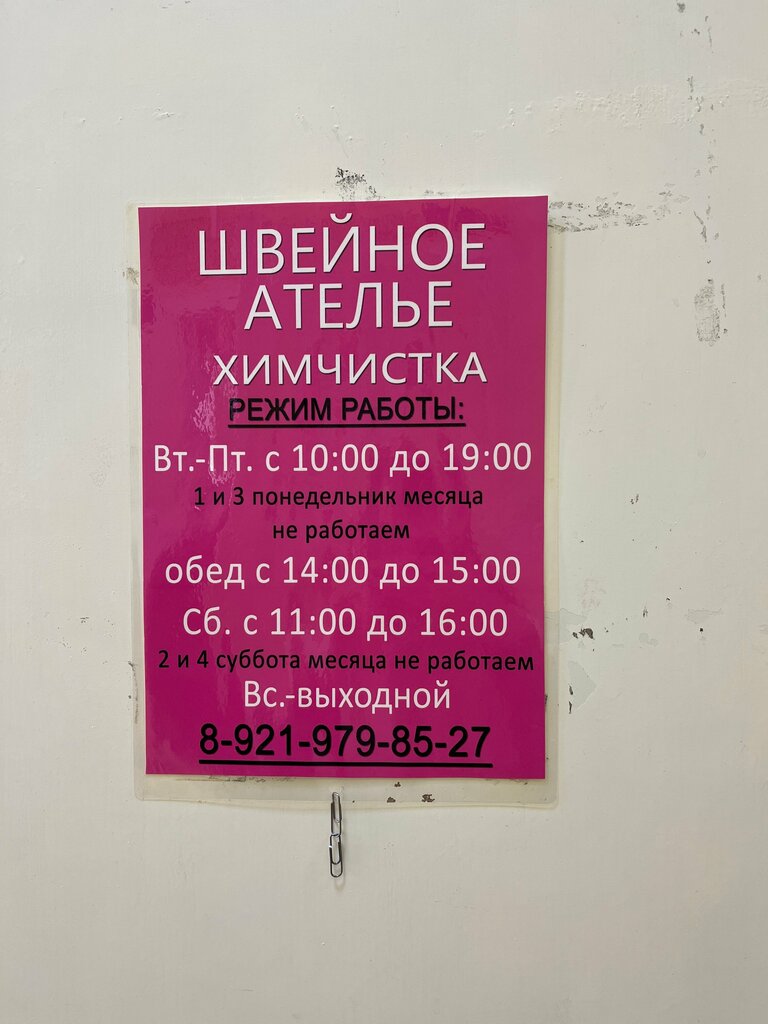 ШВЕЙНОЕ
АТЕЛЬЕ
ХИМЧИСТКА
РЕЖИМ РАБОТЫ:
Вт.-Пт. с 10:00 до 19:00
1 и 3 понедельник месяца
не работаем
обед с 14:00 до 15:00
Сб. с 11:00 до 16:00
2 и 4 суббота месяца не работаем
Вс.-выходной
8-921-979-85-27